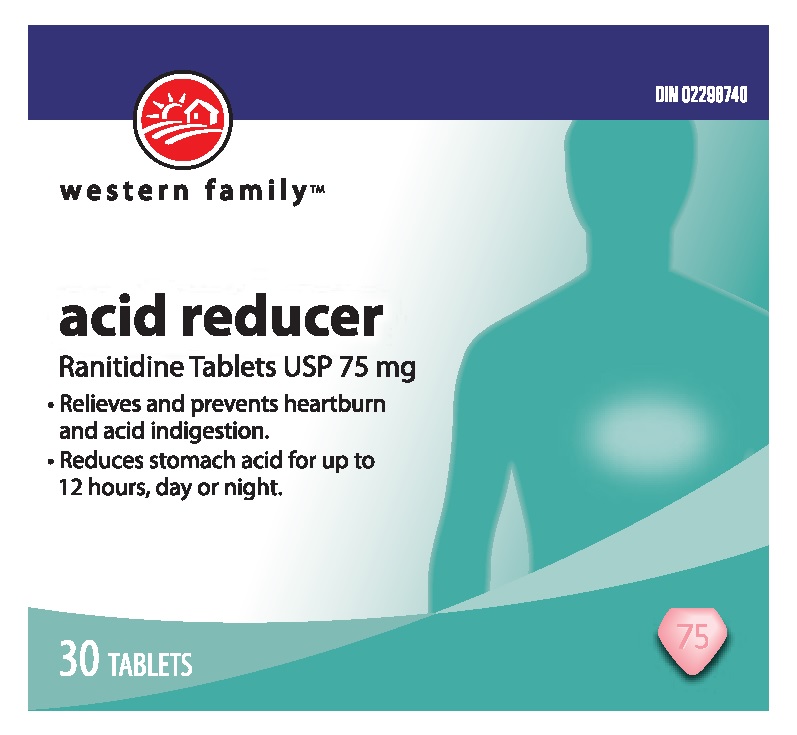 DIN 02298740
western family™
acid reducer
Ranitidine Tablets USP 75 mg
• Relieves and prevents heartburn
and acid indigestion.
• Reduces stomach acid for up to
12 hours, day or night.
30 TABLETS
75